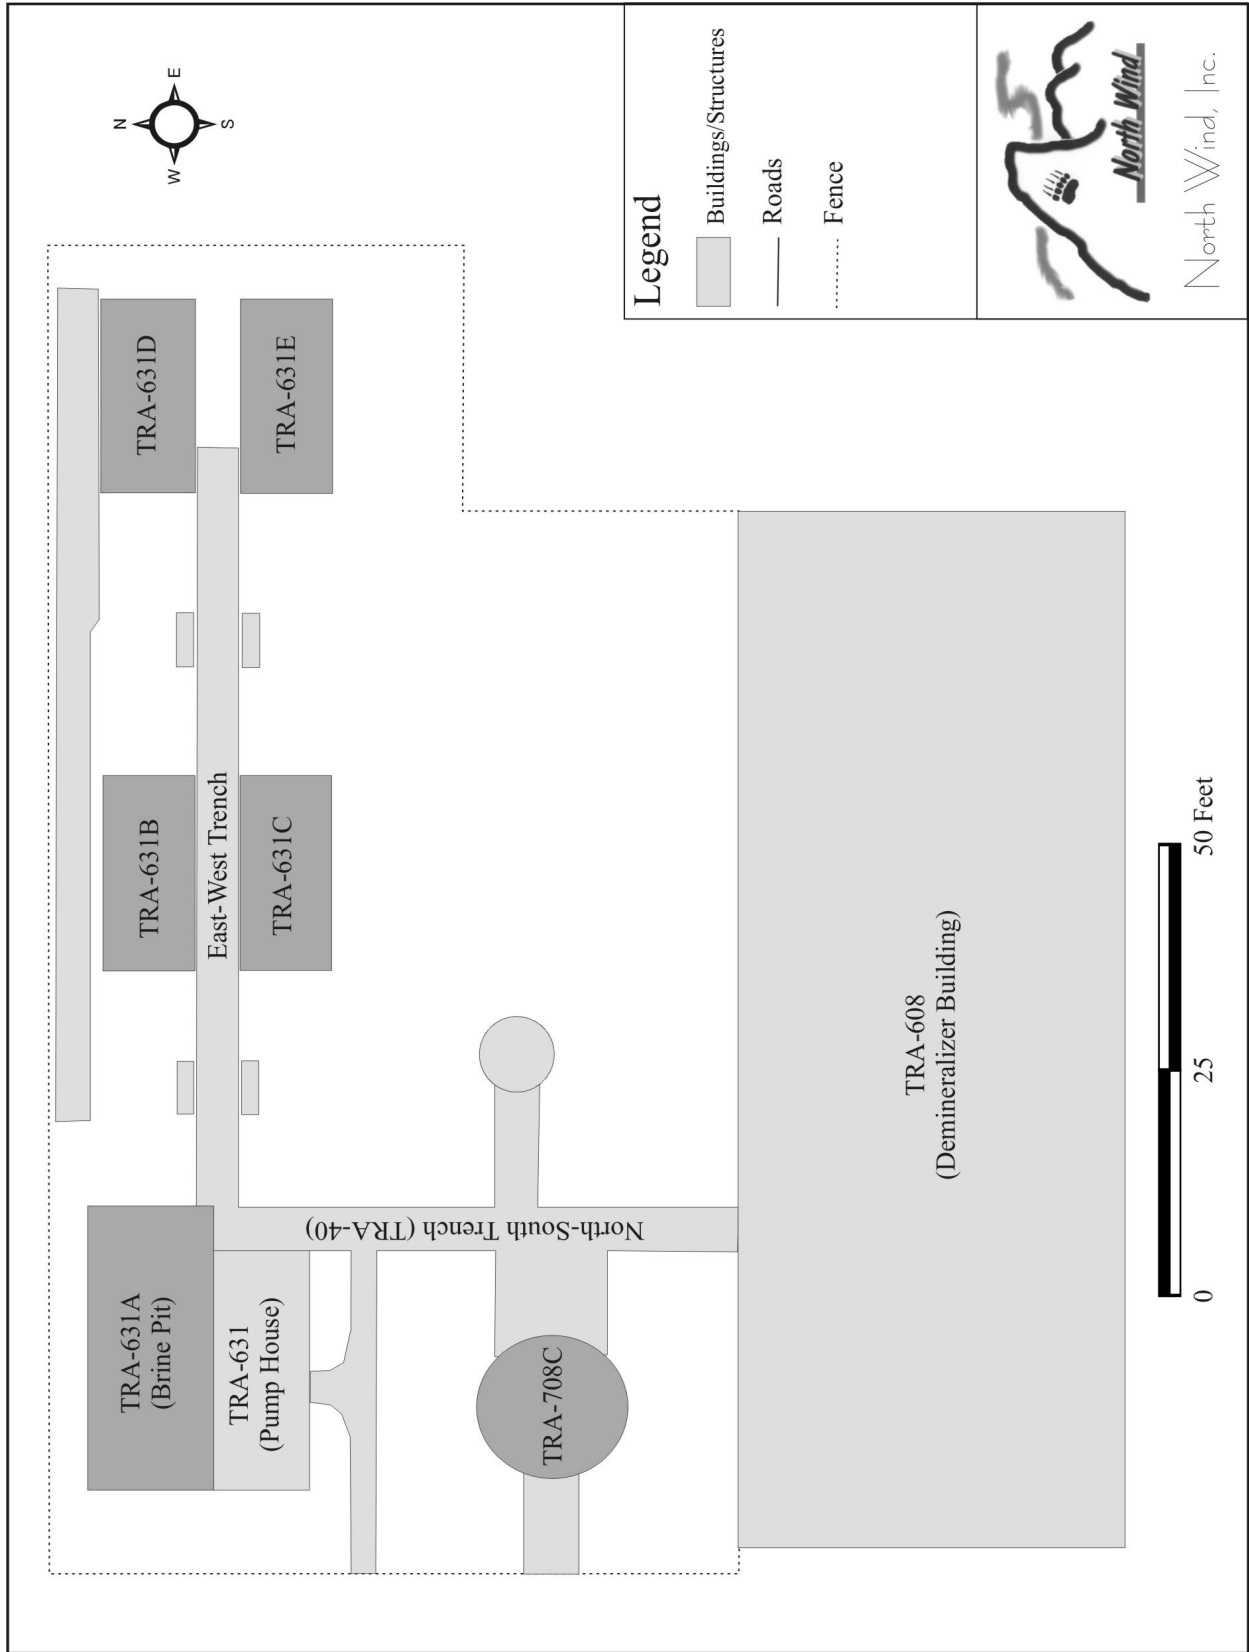 N
W
E
S
TRA-631A
(Brine Pit)
TRA-631
(Pump House)
TRA-631B
TRA-631D
East-West Trench
TRA-631C
TRA-631E
North-South Trench (TRA-40)
TRA-708C
TRA-608
(Demineralizer Building)
0
25
50 Feet
Legend
Buildings/Structures
Roads
Fence
North Wind
North Wind, Inc.